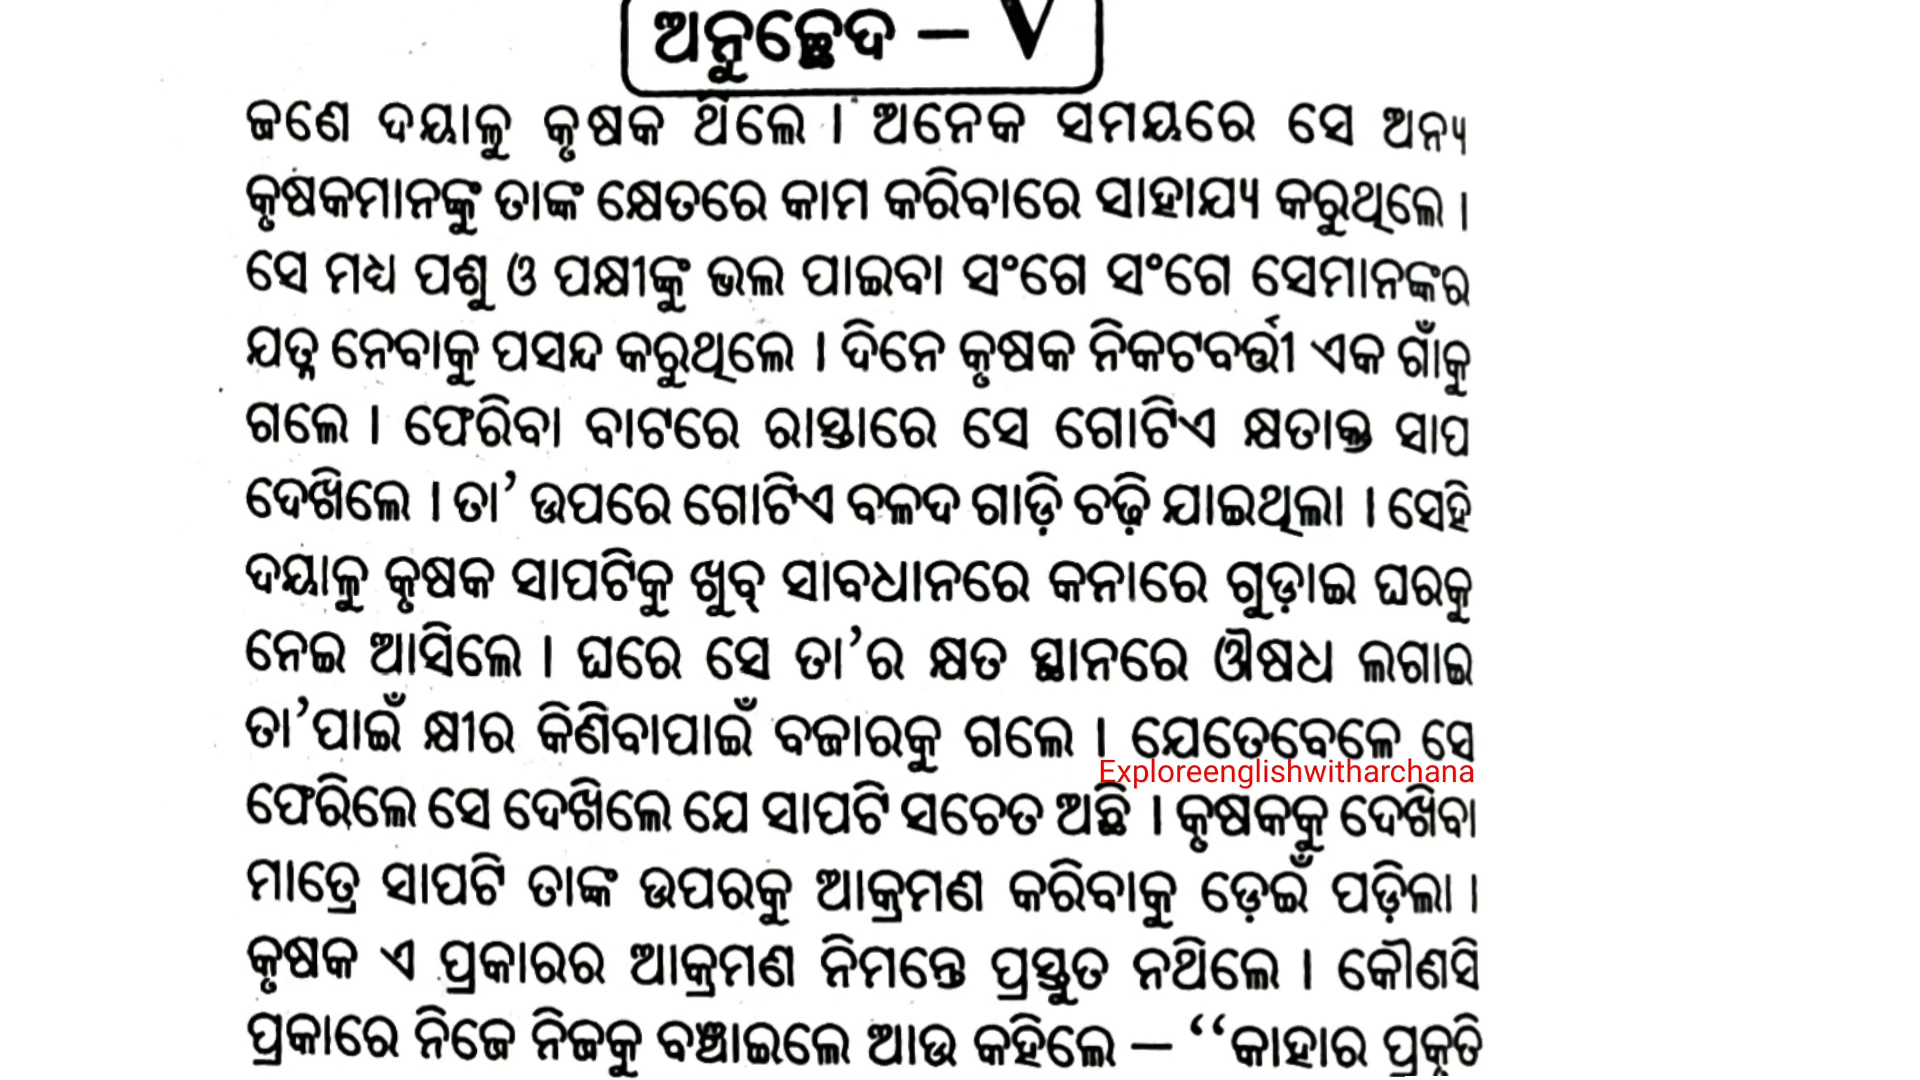 ଅନୁଚ୍ଛେଦ – V
ଜଣେ ଦୟାଳୁ କୃଷକ ଥିଲେ । ଅନେକ ସମୟରେ ସେ ଅନ୍ୟ
କୃଷକମାନଙ୍କୁ ତାଙ୍କ କ୍ଷେତରେ କାମ କରିବାରେ ସାହାଯ୍ୟ କରୁଥିଲେ ।
ସେ ମଧ୍ୟ ପଶୁ ଓ ପକ୍ଷୀଙ୍କୁ ଭଲ ପାଇବା ସଂଗେ ସଂଗେ ସେମାନଙ୍କର
ଯତ୍ନ ନେବାକୁ ପସନ୍ଦ କରୁଥିଲେ । ଦିନେ କୃଷକ ନିକଟବର୍ତ୍ତୀ ଏକ ଗାଁକୁ
ଗଲେ । ଫେରିବା ବାଟରେ ରାସ୍ତାରେ ସେ ଗୋଟିଏ କ୍ଷତାକ୍ତ ସାପ
ଦେଖିଲେ । ତା’ ଉପରେ ଗୋଟିଏ ବଳଦ ଗାଡ଼ି ଚଢ଼ି ଯାଇଥିଲା । ସେହି
ଦୟାଳୁ କୃଷକ ସାପଟିକୁ ଖୁବ୍ ସାବଧାନରେ କନାରେ ଗୁଡ଼ାଇ ଘରକୁ
ନେଇ ଆସିଲେ । ଘରେ ସେ ତା’ର କ୍ଷତ ସ୍ଥାନରେ ଔଷଧ ଲଗାଇ
ତା’ପାଇଁ କ୍ଷୀର କିଣିବାପାଇଁ ବଜାରକୁ ଗଲେ । ଯେତେବେଳେ ସେ
Exploreenglishwitharchana
ଫେରିଲେ ସେ ଦେଖିଲେ ଯେ ସାପଟି ସଚେତ ଅଛି । କୃଷକକୁ ଦେଖିବା
ମାତ୍ରେ ସାପଟି ତାଙ୍କ ଉପରକୁ ଆକ୍ରମଣ କରିବାକୁ ଡ଼େଇଁ ପଡ଼ିଲା ।
କୃଷକ ଏ ପ୍ରକାରର ଆକ୍ରମଣ ନିମନ୍ତେ ପ୍ରସ୍ତୁତ ନଥିଲେ । କୌଣସି
ପ୍ରକାରେ ନିଜେ ନିଜକୁ ବଞ୍ଚାଇଲେ ଆଉ କହିଲେ – ‘‘କାହାର ପ୍ରକୃତି